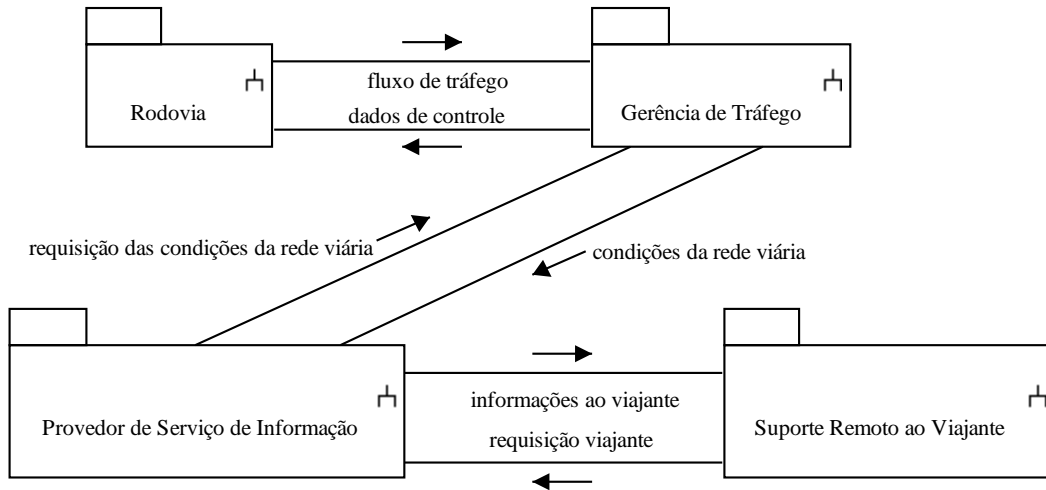 fluxo de tráfego
Rodovia
dados de controle
Gerência de Tráfego
requisição das condições da rede viária
condições da rede viária
informações ao viajante
Provedor de Serviço de Informação
requisição viajante
Suporte Remoto ao Viajante